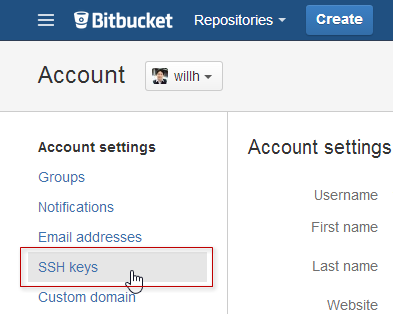 Bitbucket Repositories Create
Account willh
Account settings
Groups
Notifications
Email addresses
SSH keys
Custom domain
Account settings
Username
First name
Last name
Website